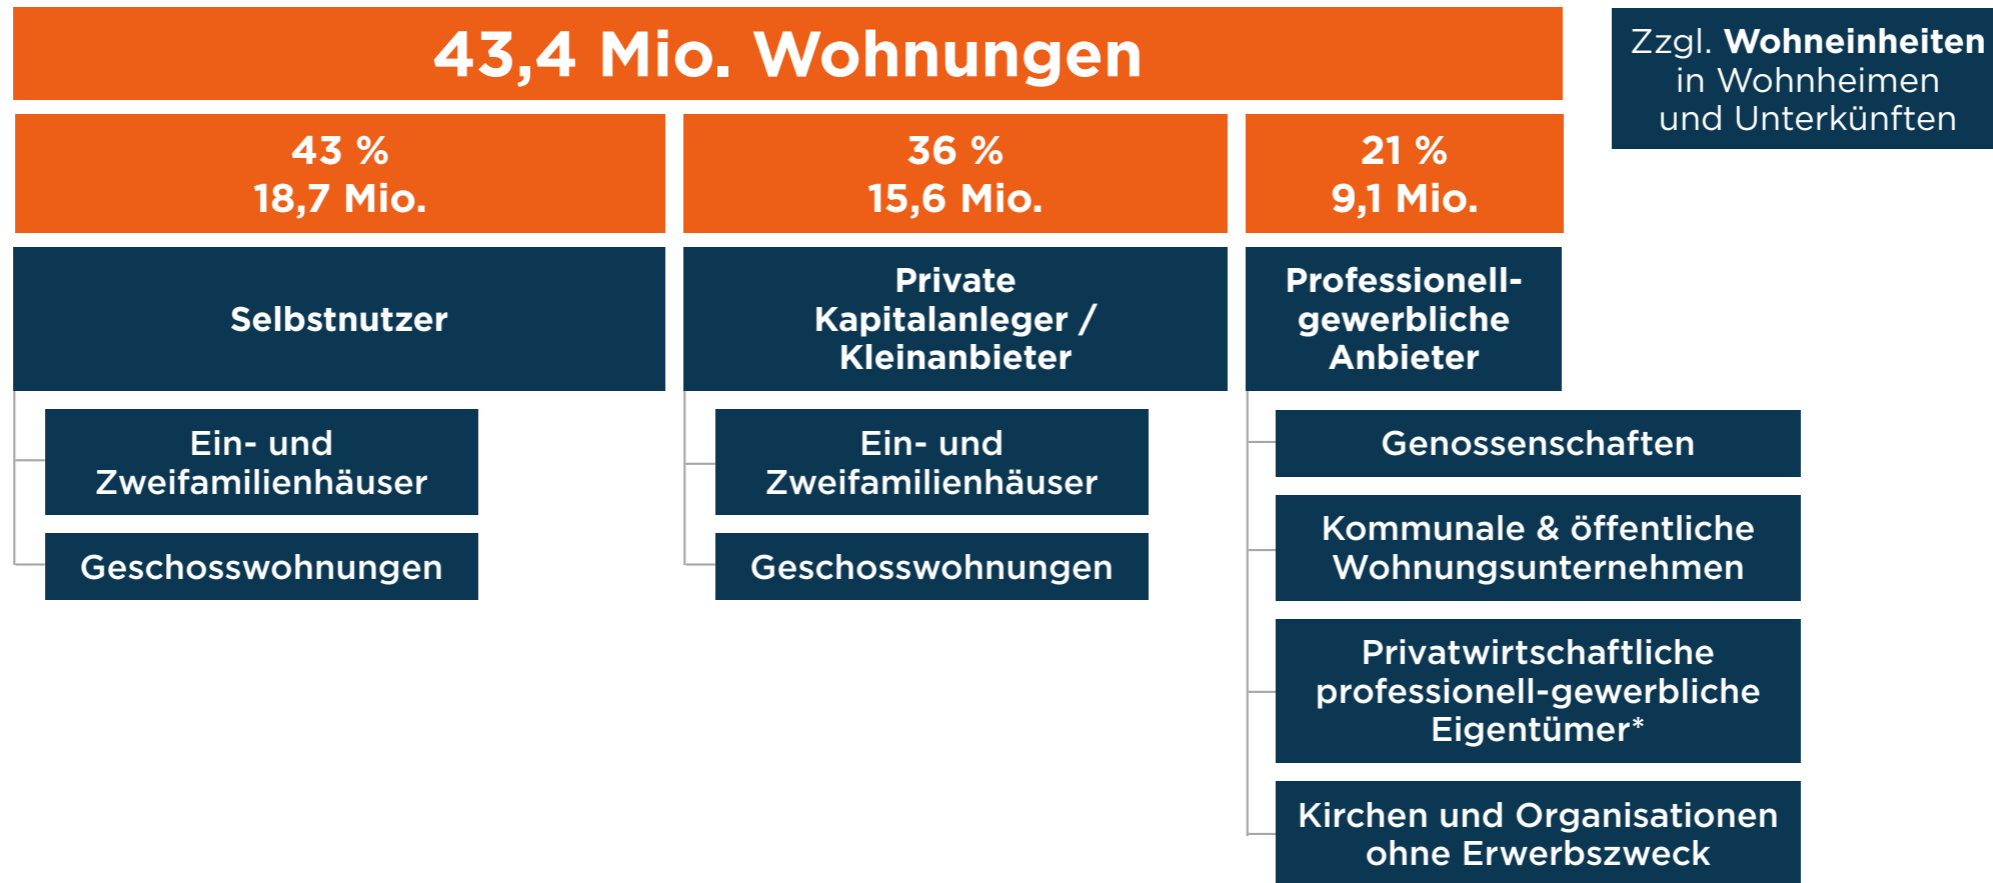 43,4 Mio. Wohnungen
Zzgl. Wohneinheiten
in Wohnheimen
und Unterkünften
43 %
18,7 Mio.
36 %
15,6 Mio.
21 %
9,1 Mio.
Selbstnutzer
Private
Kapitalanleger /
Kleinanbieter
Professionell-
gewerbliche
Anbieter
Ein- und
Zweifamilienhäuser
Geschosswohnungen
Ein- und
Zweifamilienhäuser
Geschosswohnungen
Genossenschaften
Kommunale & öffentliche
Wohnungsunternehmen
Privatwirtschaftliche
professionell-gewerbliche
Eigentümer*
Kirchen und Organisationen
ohne Erwerbszweck